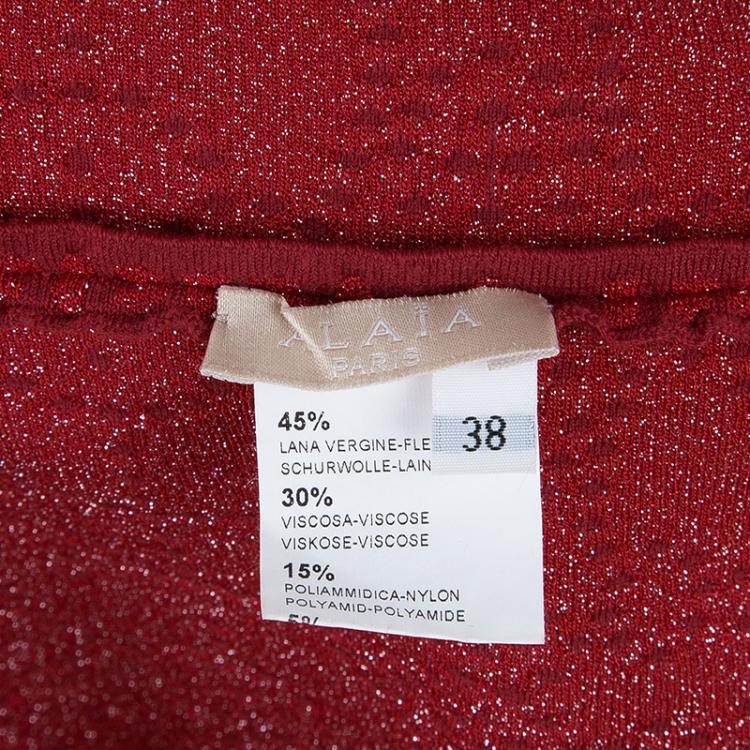 ALAÏA
PARIS
38
45%
LANA VERGINE-FLE
SCHURWOLLE-LAIN
30%
VISCOSA-VISCOSE
VISKOSE-VISCOSE
15%
POLIAMMIDICA-NYLON
POLYAMID-POLYAMIDE
5%